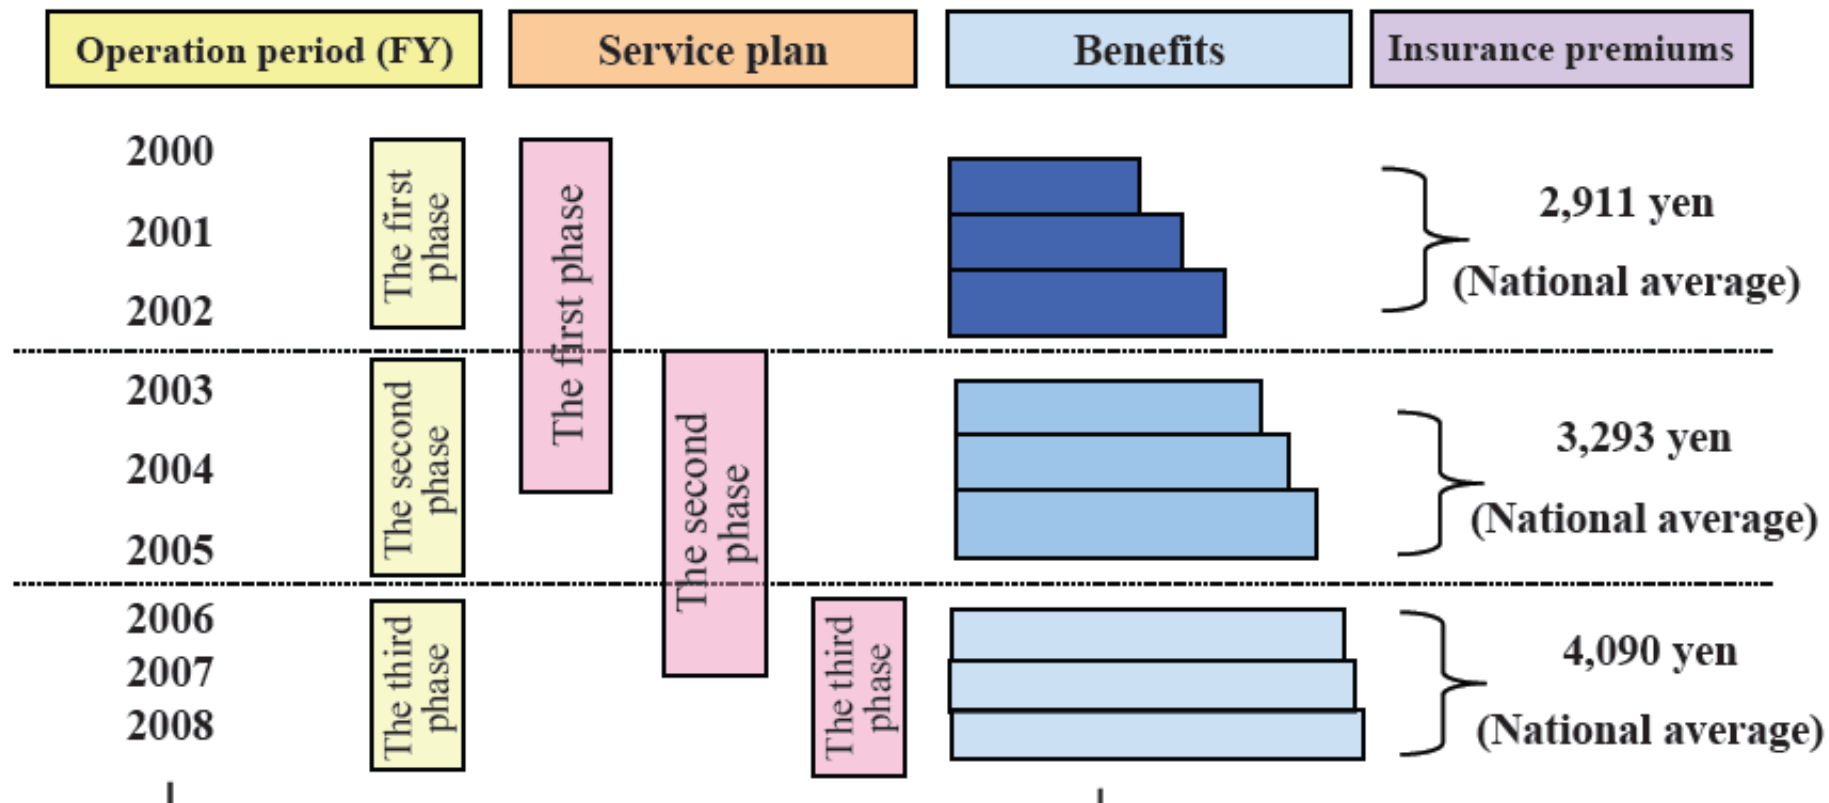 Operation period (FY)
Service plan
Benefits
Insurance premiums
2000
2001
2002
The first
phase
The first phase
2,911 yen
(National average)
2003
2004
2005
The second
phase
The second
phase
3,293 yen
(National average)
2006
2007
2008
The third
phase
The third
phase
4,090 yen
(National average)